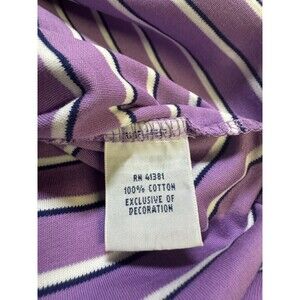 RN 41381
100% COTTON
EXCLUSIVE OF
DECORATION